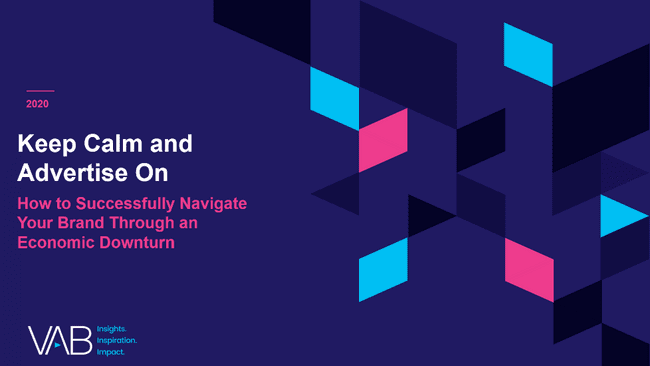 2020
Keep Calm and
Advertise On
How to Successfully Navigate
Your Brand Through an
Economic Downturn
VAB
Insights.
Inspiration.
Impact.